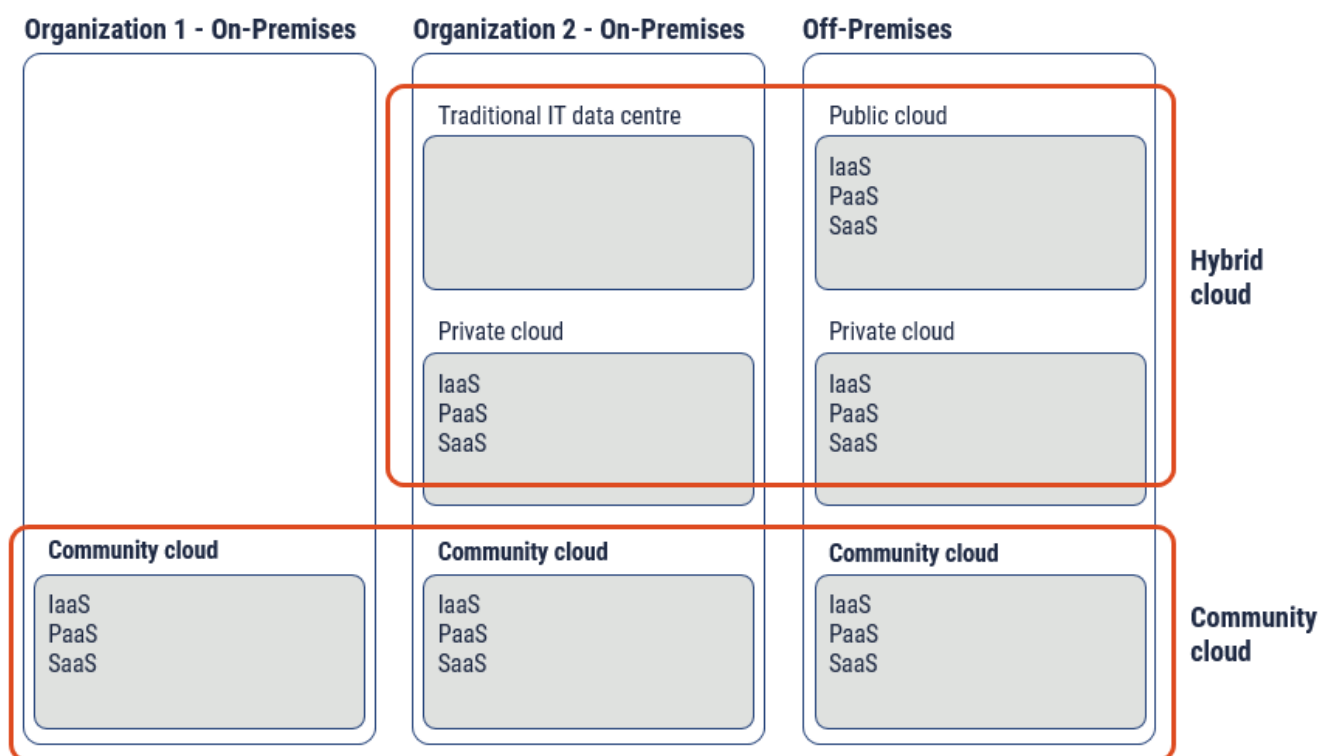 Organization 1 - On-Premises
Organization 2 - On-Premises
Off-Premises
Traditional IT data centre
Public cloud
IaaS
PaaS
SaaS
Hybrid
cloud
Private cloud
IaaS
PaaS
SaaS
Private cloud
IaaS
PaaS
SaaS
Community cloud
IaaS
PaaS
SaaS
Community cloud
IaaS
PaaS
SaaS
Community cloud
IaaS
PaaS
SaaS
Community
cloud